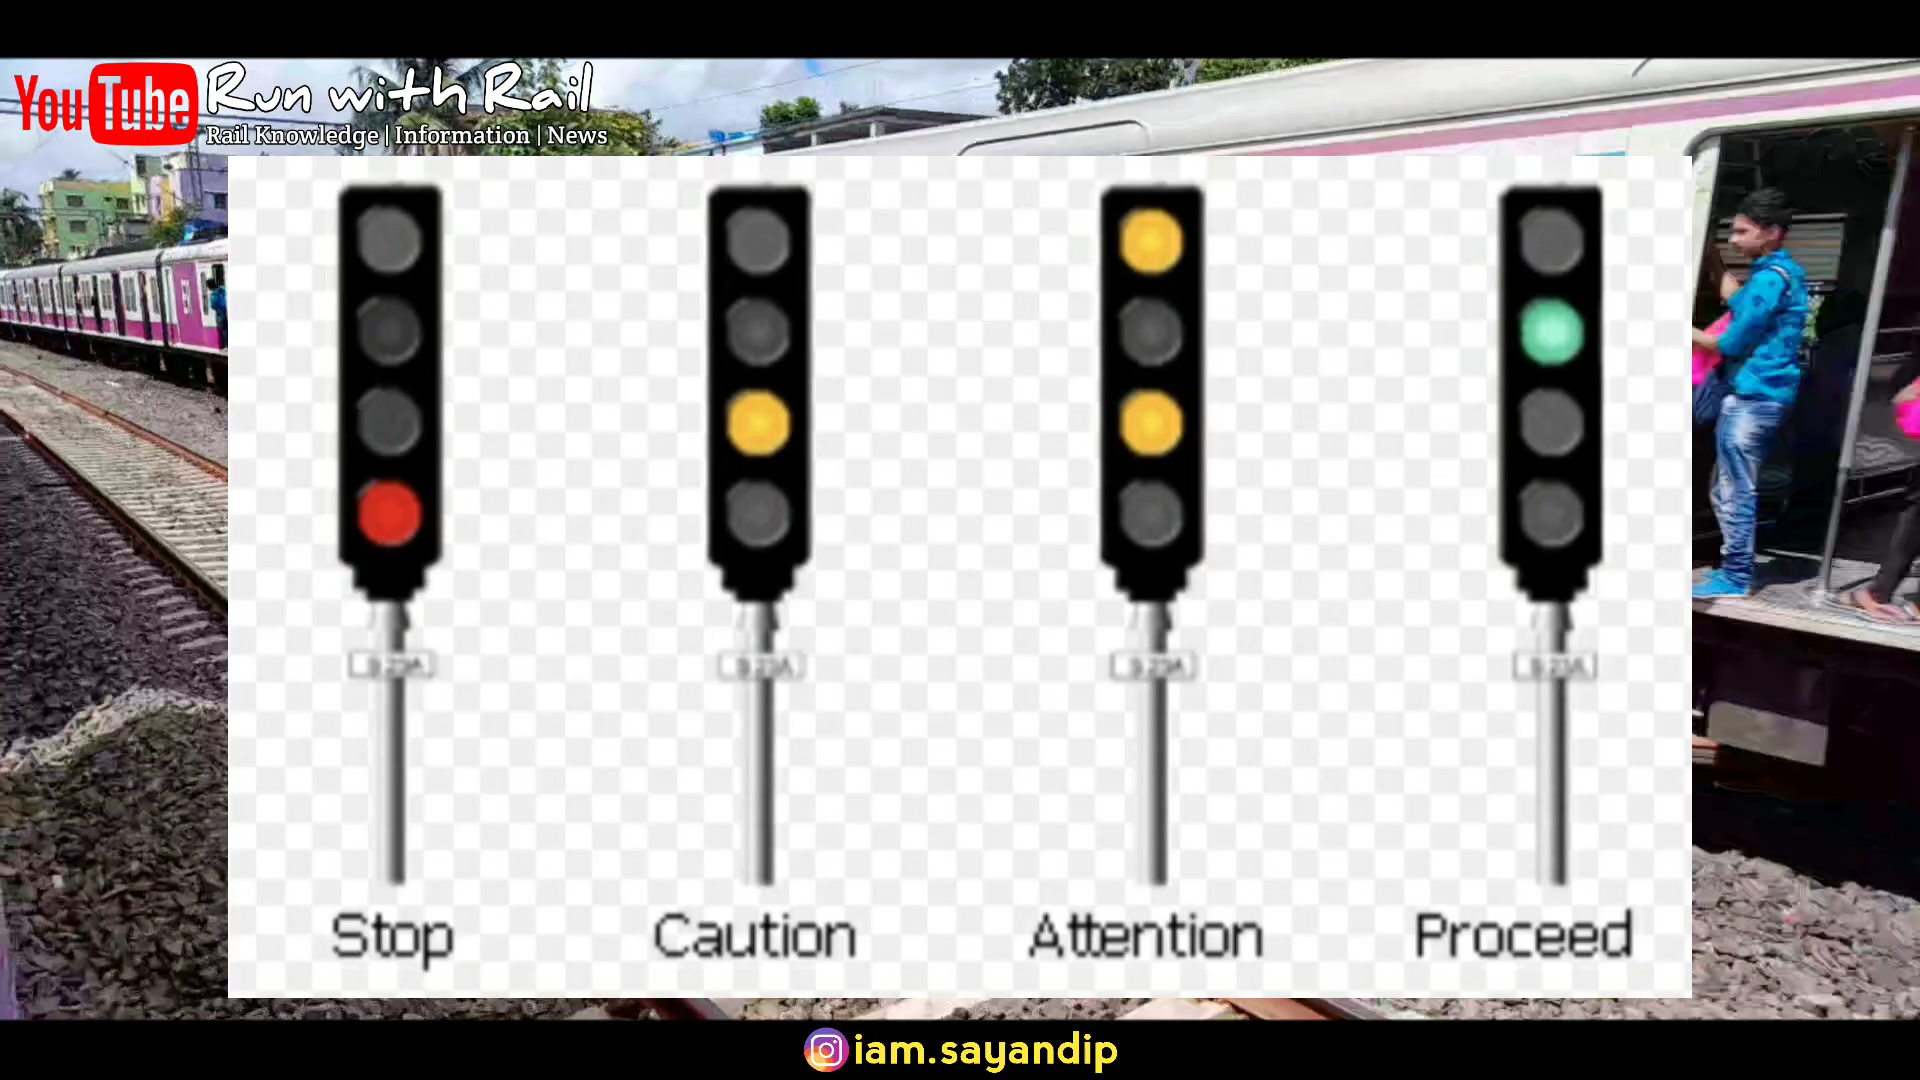 YouTube Run with Rail
Rail Knowledge | Information | News
Stop Caution Attention Proceed
iam.sayandip